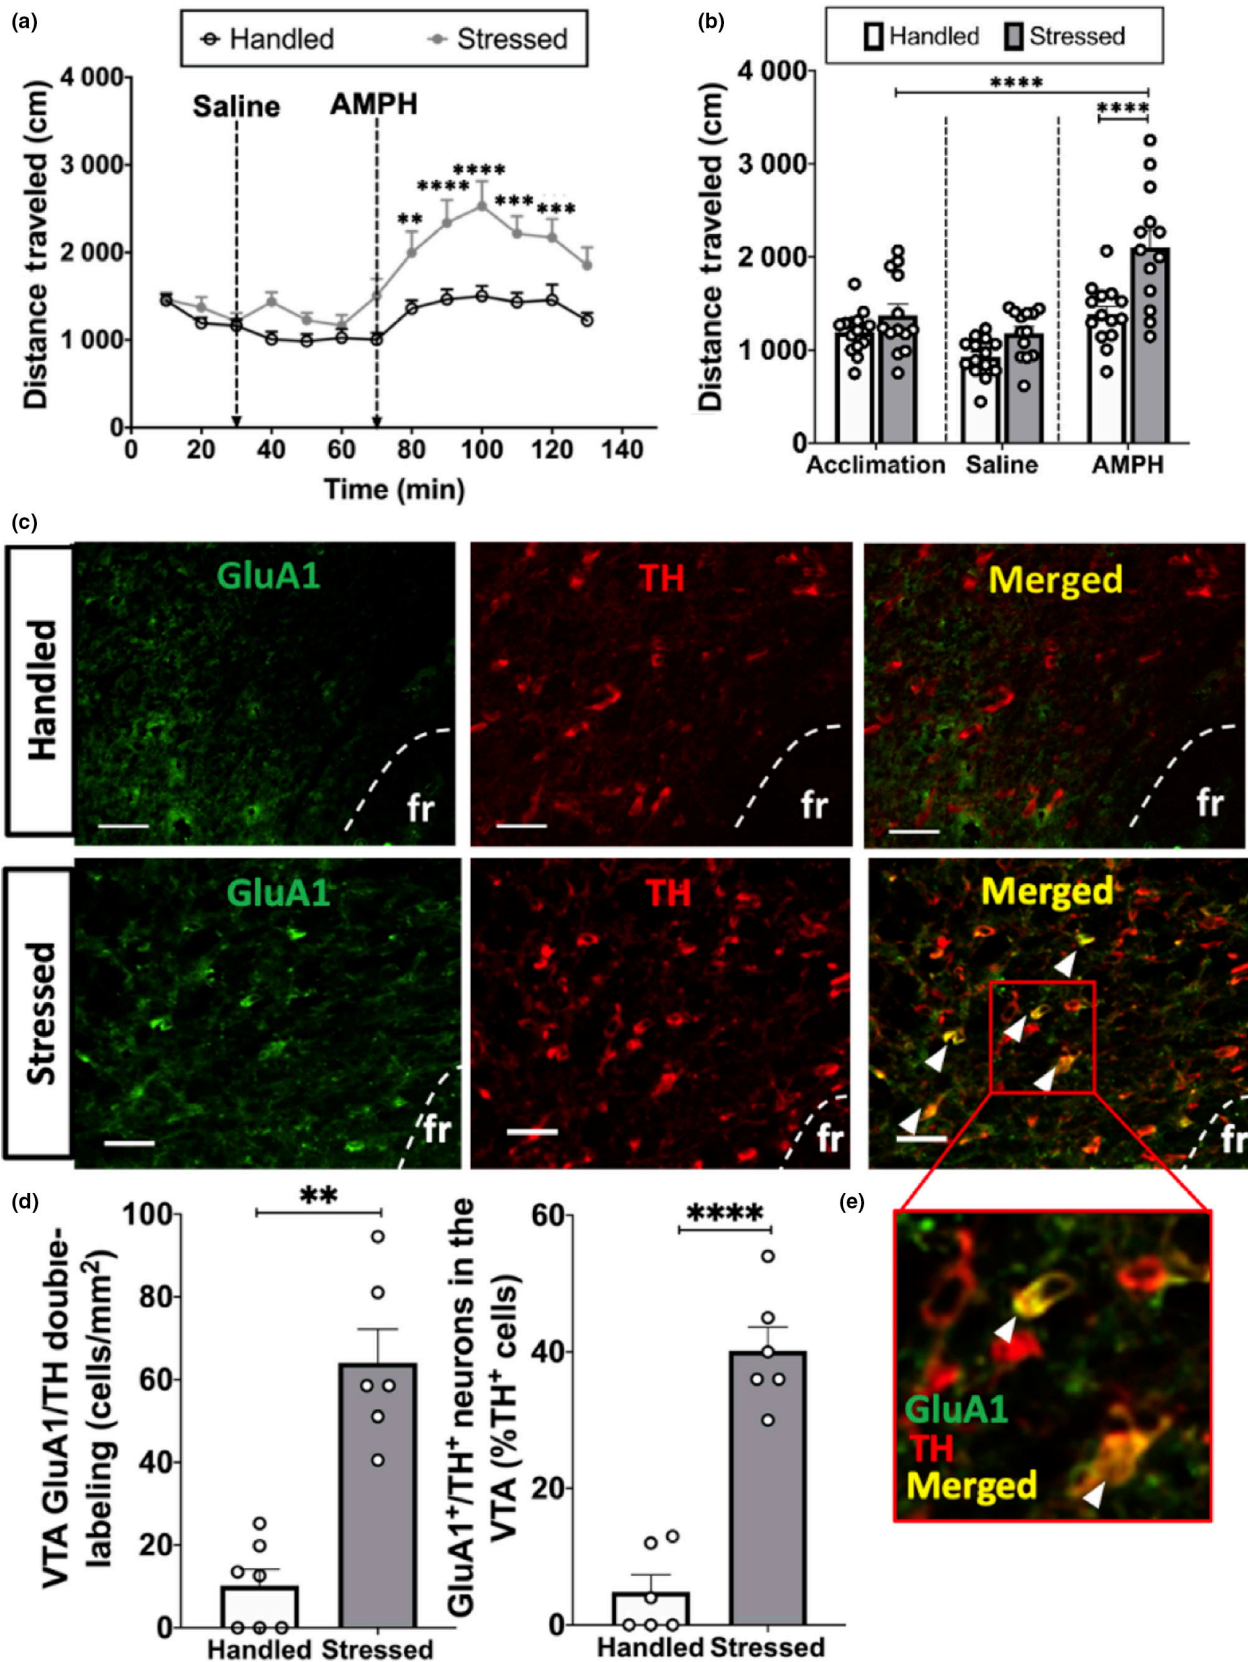 (a)
Handled Stressed
4 000
3 000
2 000
1 000
0
Distance traveled (cm)
Saline
AMPH
**
****
****
***
***
0 20 40 60 80 100 120 140
Time (min)
(b)
Handled Stressed
4 000
3 000
2 000
1 000
0
Distance traveled (cm)
****
****
Acclimation Saline AMPH
(c)
Handled
GluA1 TH Merged
fr fr fr
Stressed
GluA1 TH Merged
fr fr fr
(d)
VTA GluA1/TH double-
labeling (cells/mm²)
100
80
60
40
20
0
**
Handled Stressed
GluA1⁺/TH⁺ neurons in the
VTA (%TH⁺ cells)
60
40
20
0
****
Handled Stressed
(e)
GluA1
TH
Merged